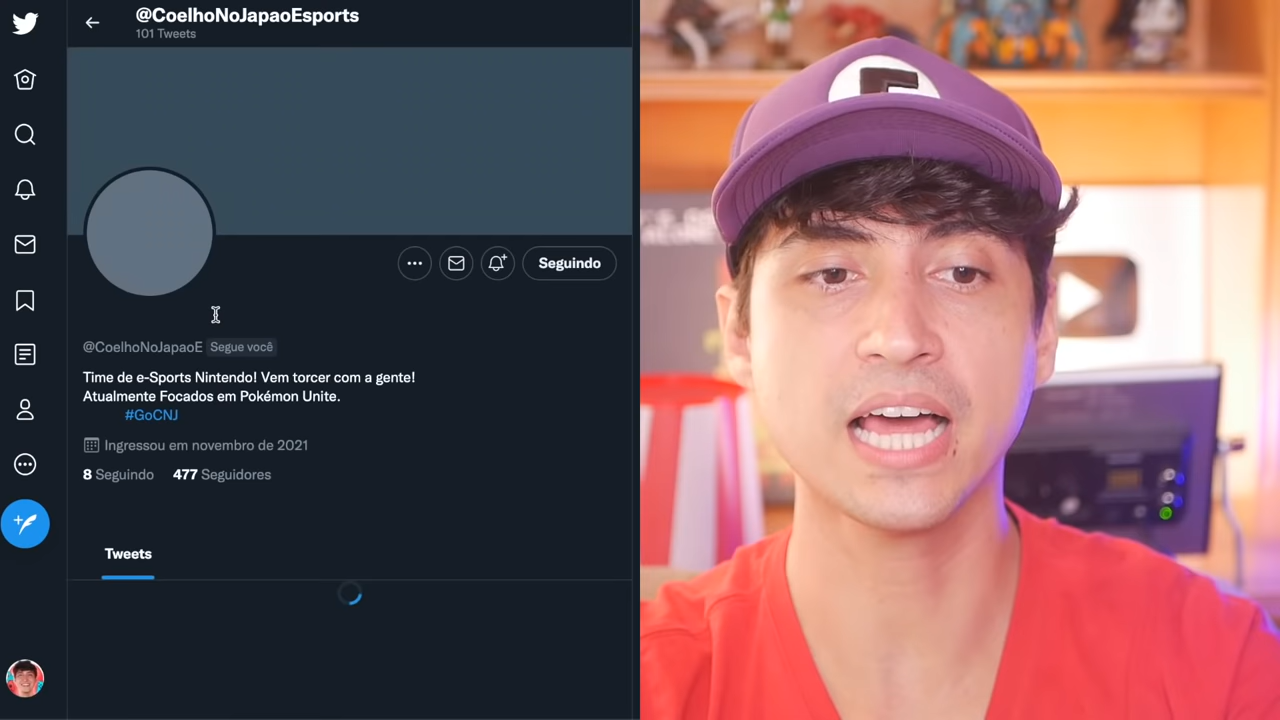 @CoelhoNoJapaoEsports
101 Tweets
Seguindo
@CoelhoNoJapaoE Segue você
Time de e-Sports Nintendo! Vem torcer com a gente!
Atualmente Focados em Pokémon Unite.
#GoCNJ
Ingressou em novembro de 2021
8 Seguindo 477 Seguidores
Tweets